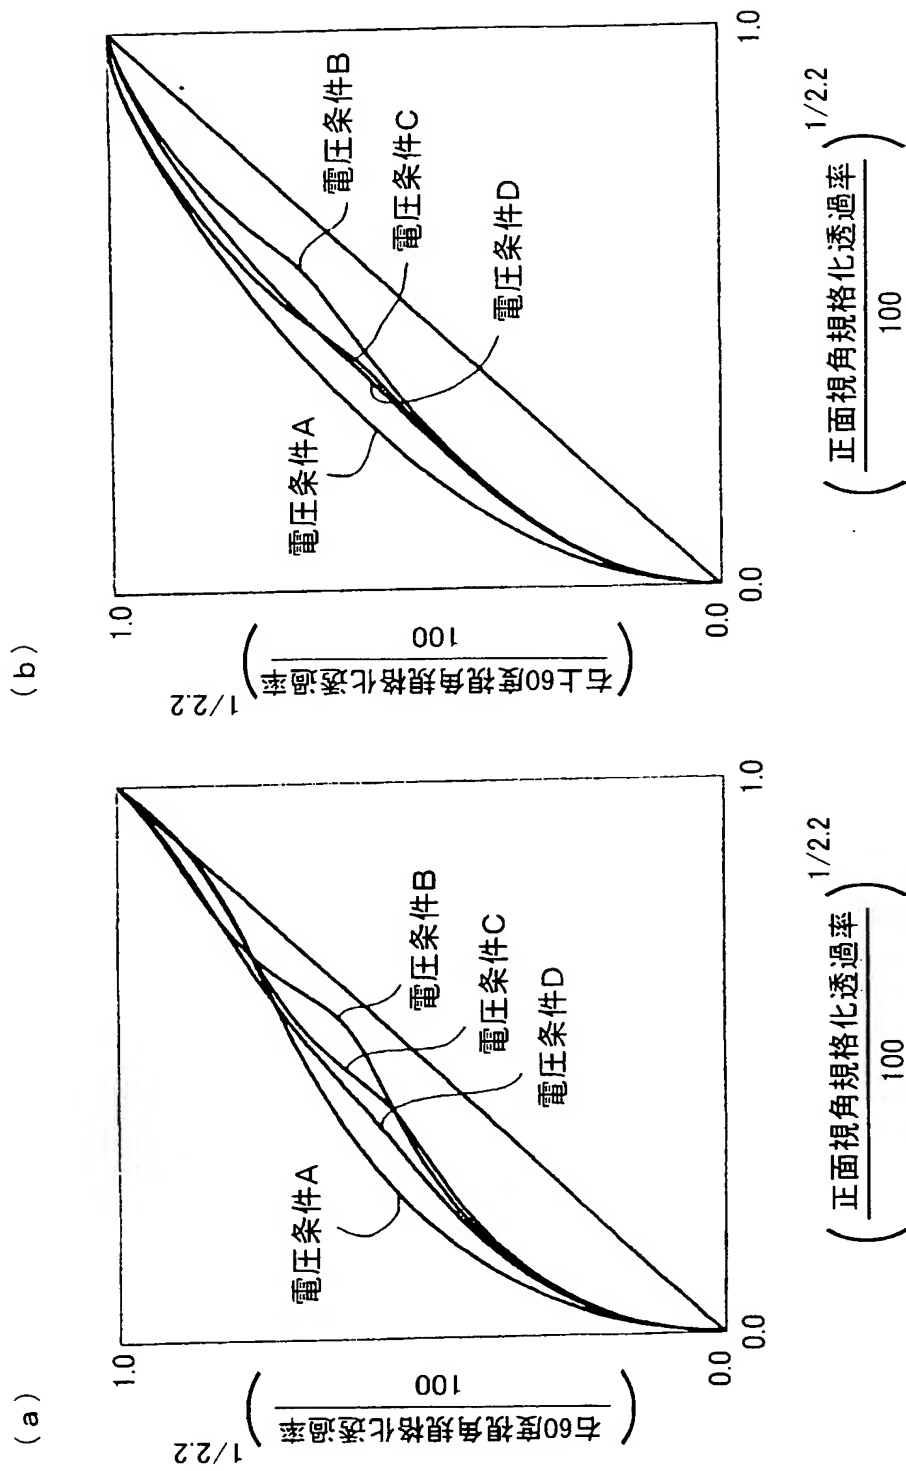 (a)
1.0
0.0
0.0
1.0
(右60度視角規格化透過率
100)
1/2.2
電圧条件A
電圧条件B
電圧条件C
電圧条件D
(正面視角規格化透過率
100)
1/2.2
(b)
1.0
0.0
0.0
1.0
(右上60度視角規格化透過率
100)
1/2.2
電圧条件A
電圧条件B
電圧条件C
電圧条件D
(正面視角規格化透過率
100)
1/2.2